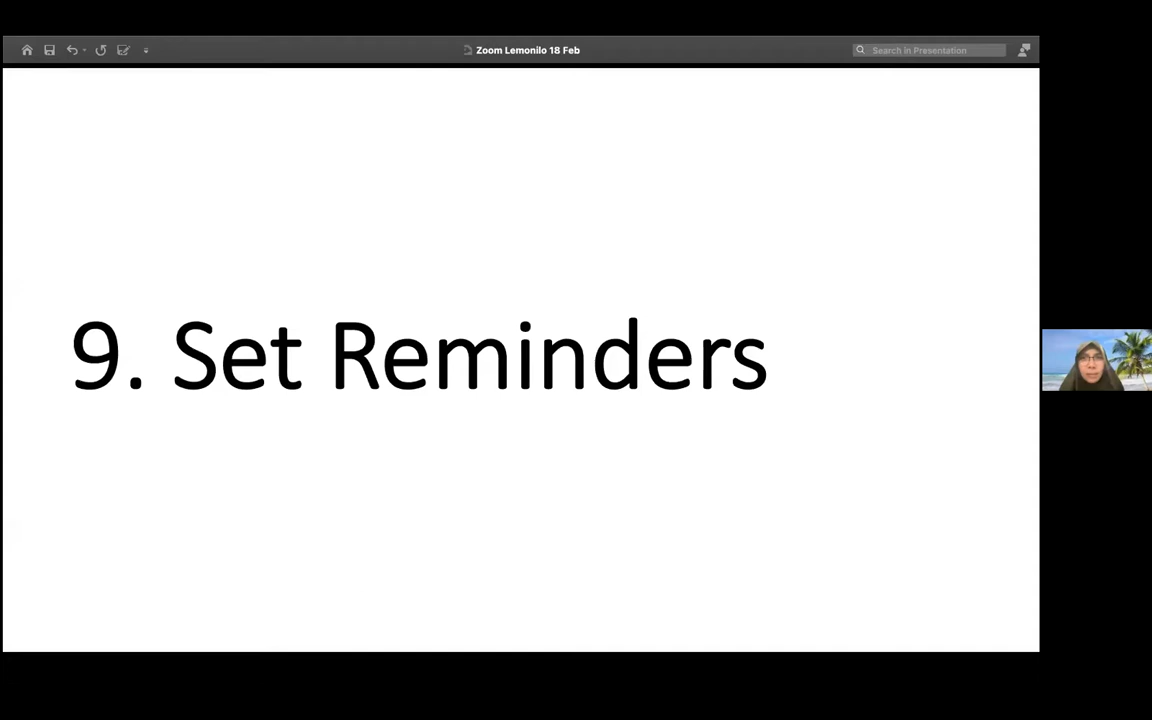 Zoom Lemonilo 18 Feb
Search in Presentation
9. Set Reminders